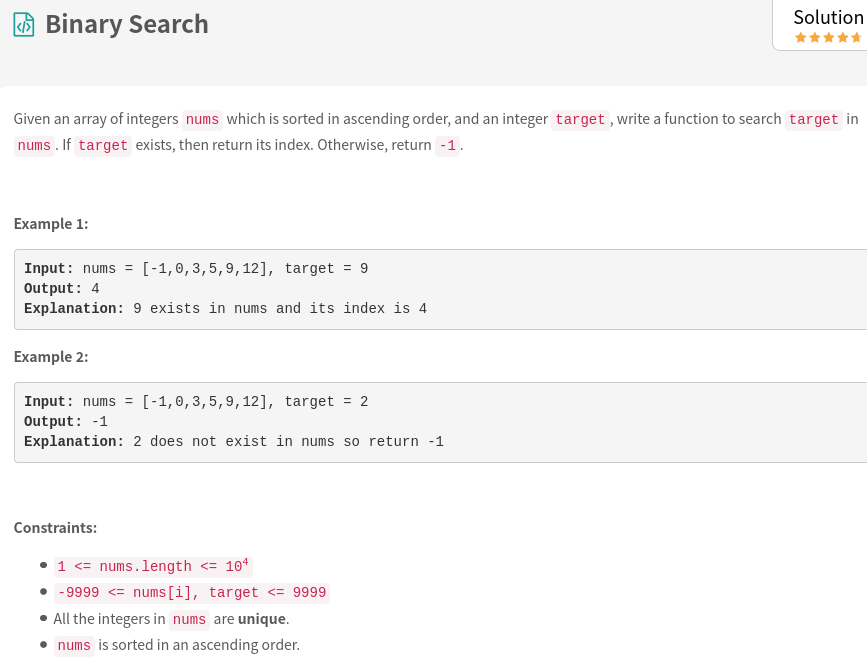 Binary Search
Solution
Given an array of integers nums which is sorted in ascending order, and an integer target , write a function to search target in
nums . If target exists, then return its index. Otherwise, return -1 .
Example 1:
Input: nums = [-1,0,3,5,9,12], target = 9
Output: 4
Explanation: 9 exists in nums and its index is 4
Example 2:
Input: nums = [-1,0,3,5,9,12], target = 2
Output: -1
Explanation: 2 does not exist in nums so return -1
Constraints:
1 <= nums.length <= 10⁴
-9999 <= nums[i], target <= 9999
All the integers in nums are unique.
nums is sorted in an ascending order.